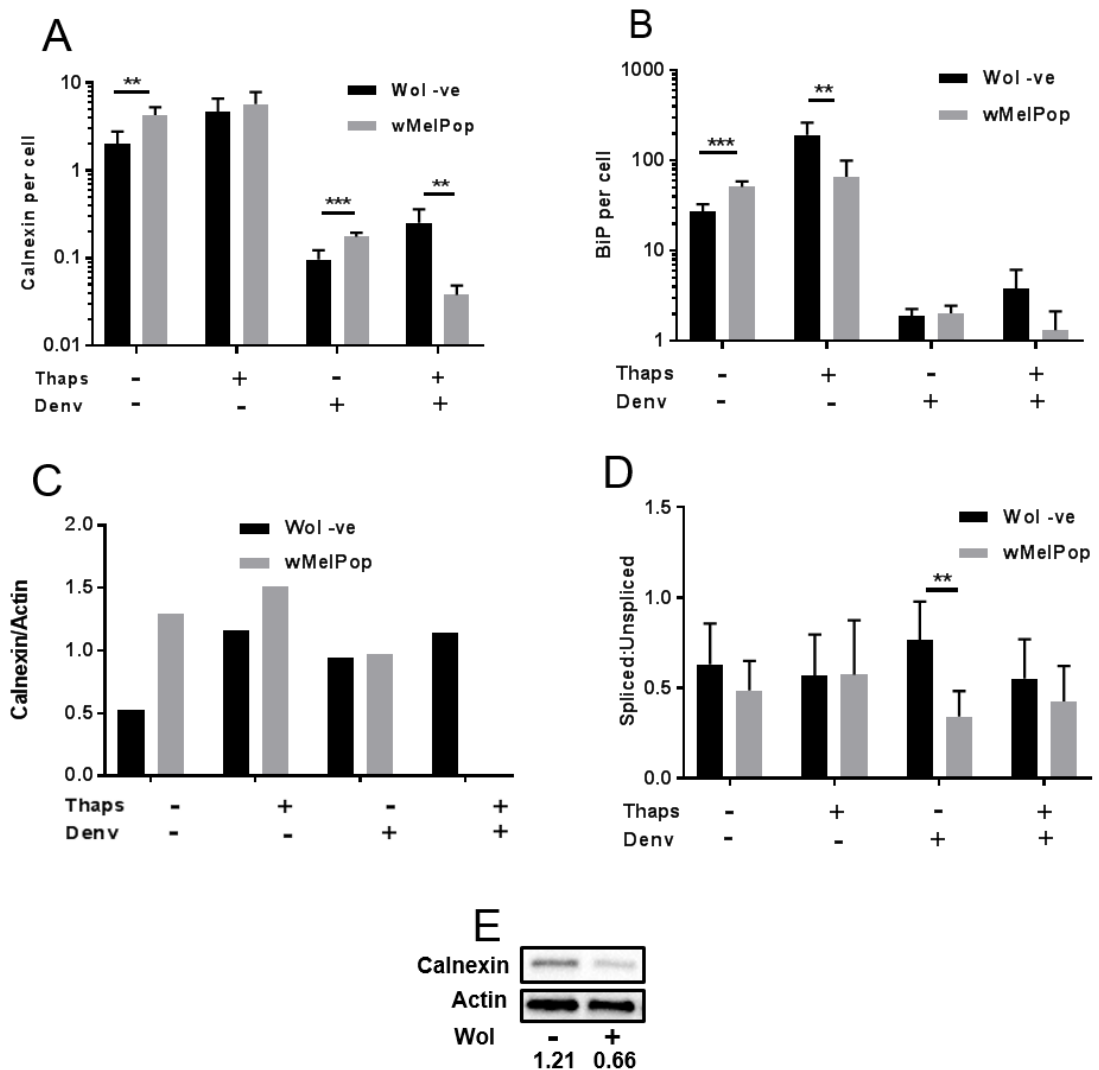 A
Calnexin per cell
10
1
0.1
0.01
Wol -ve
wMelPop
**
***
**
Thaps - + - +
Denv - - + +
B
BiP per cell
1000
100
10
1
Wol -ve
wMelPop
***
**
Thaps - + - +
Denv - - + +
C
Calnexin/Actin
2.0
1.5
1.0
0.5
0.0
Wol -ve
wMelPop
Thaps - + - +
Denv - - + +
D
Spliced:Unspliced
1.5
1.0
0.5
0.0
Wol -ve
wMelPop
**
Thaps - + - +
Denv - - + +
E
Calnexin
Actin
Wol - +
1.21 0.66